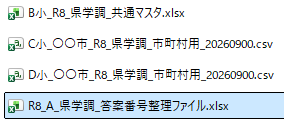 B小_R8_県学調_共通マスタ.xlsx
C小_〇〇市_R8_県学調_市町村用_20260900.csv
D小_〇〇市_R8_県学調_市町村用_20260900.csv
R8_A_県学調_答案番号整理ファイル.xlsx